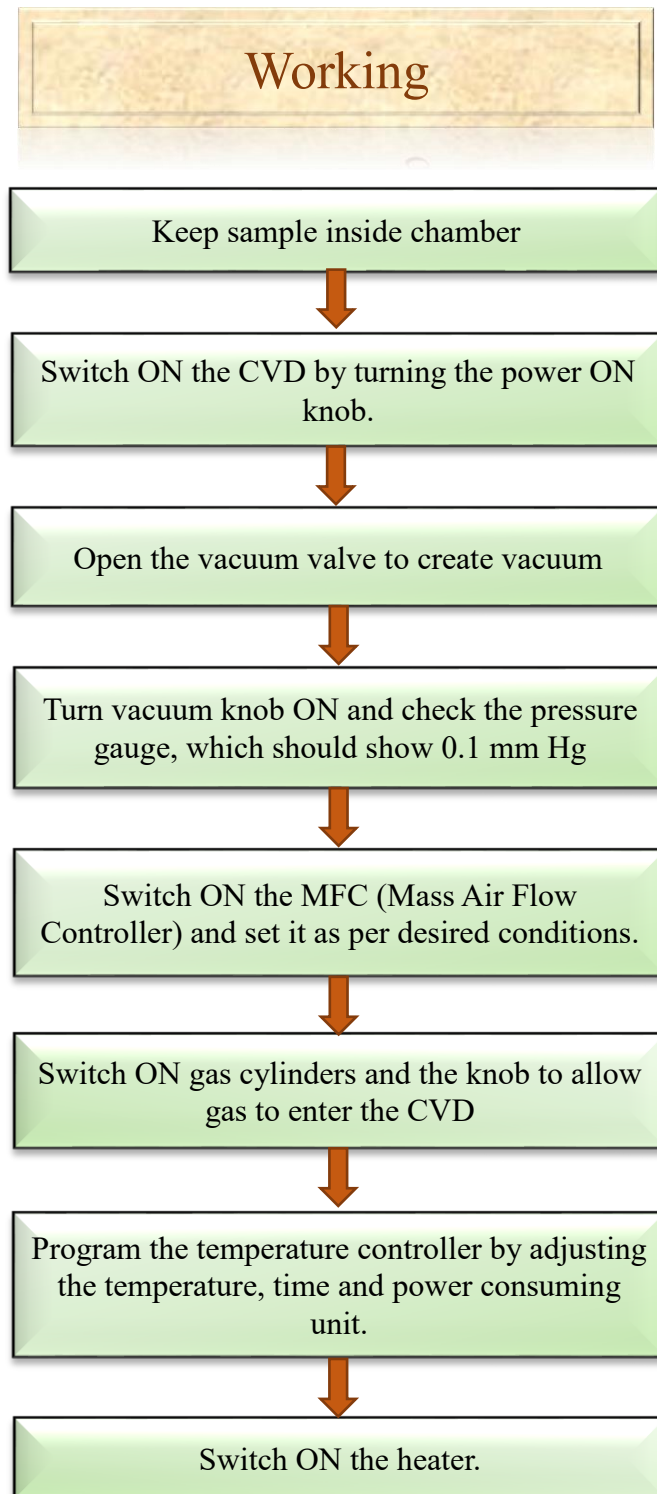 Working
Keep sample inside chamber
Switch ON the CVD by turning the power ON
knob.
Open the vacuum valve to create vacuum
Turn vacuum knob ON and check the pressure
gauge, which should show 0.1 mm Hg
Switch ON the MFC (Mass Air Flow
Controller) and set it as per desired conditions.
Switch ON gas cylinders and the knob to allow
gas to enter the CVD
Program the temperature controller by adjusting
the temperature, time and power consuming
unit.
Switch ON the heater.